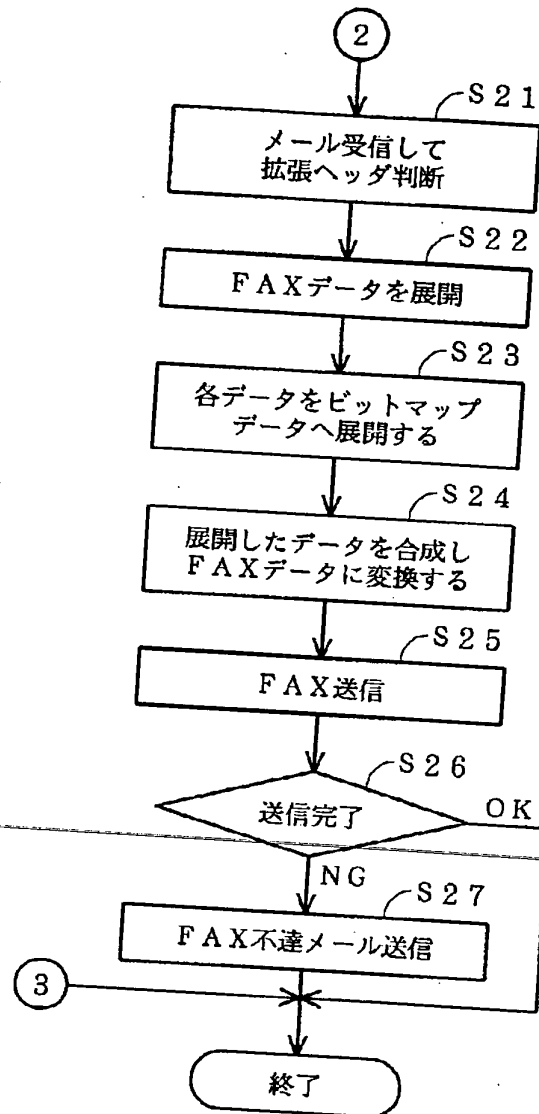 2
S21
メール受信して
拡張ヘッダ判断
S22
FAXデータを展開
S23
各データをビットマップ
データへ展開する
S24
展開したデータを合成し
FAXデータに変換する
S25
FAX送信
S26
送信完了
OK
NG
S27
FAX不達メール送信
3
終了